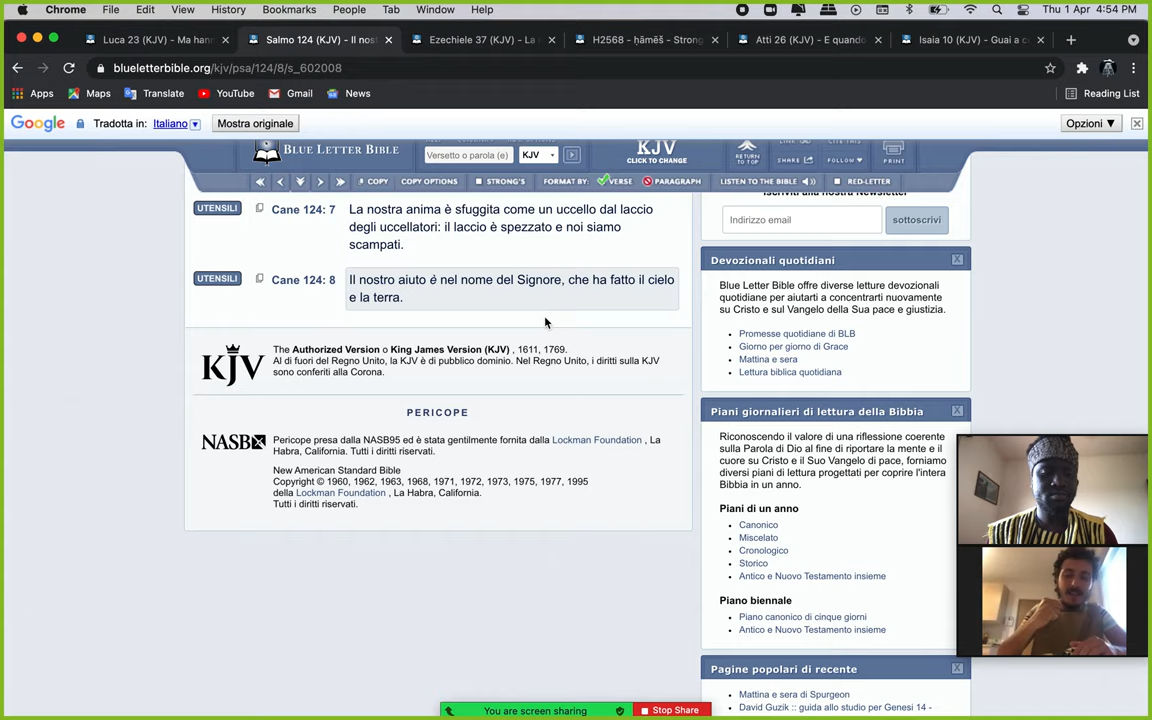 Chrome File Edit View History Bookmarks People Tab Window Help Thu 1 Apr 4:54 PM
Luca 23 (KJV) - Ma hann Salmo 124 (KJV) - Il nost Ezechiele 37 (KJV) - La H2568 - ḥāmēš - Strong Atti 26 (KJV) - E quando Isaia 10 (KJV) - Guai a c
blueletterbible.org/kjv/psa/124/8/s_602008
Apps Maps Translate YouTube Gmail News Reading List
Google Tradotta in: Italiano Mostra originale Opzioni ▼
BLUE LETTER BIBLE
Versetto o parola (e) KJV
KJV
CLICK TO CHANGE
RETURN
TO TOP
SHARE
FOLLOW
PRINT
COPY COPY OPTIONS STRONG'S FORMAT BY: VERSE PARAGRAPH LISTEN TO THE BIBLE RED-LETTER
UTENSILI Cane 124: 7 La nostra anima è sfuggita come un uccello dal laccio
degli uccellatori: il laccio è spezzato e noi siamo
scampati.
UTENSILI Cane 124: 8 Il nostro aiuto è nel nome del Signore, che ha fatto il cielo
e la terra.
KJV
The Authorized Version o King James Version (KJV) , 1611, 1769.
Al di fuori del Regno Unito, la KJV è di pubblico dominio. Nel Regno Unito, i diritti sulla KJV
sono conferiti alla Corona.
PERICOPE
NASB
Pericope presa dalla NASB95 ed è stata gentilmente fornita dalla Lockman Foundation , La
Habra, California. Tutti i diritti riservati.
New American Standard Bible
Copyright © 1960, 1962, 1963, 1968, 1971, 1972, 1973, 1975, 1977, 1995
della Lockman Foundation , La Habra, California.
Tutti i diritti riservati.
Iscriviti alla nostra Newsletter
Indirizzo email sottoscrivi
Devozionali quotidiani X
Blue Letter Bible offre diverse letture devozionali
quotidiane per aiutarti a concentrarti nuovamente
su Cristo e sul Vangelo della Sua pace e giustizia.
Promesse quotidiane di BLB
Giorno per giorno di Grace
Mattina e sera
Lettura biblica quotidiana
Piani giornalieri di lettura della Bibbia X
Riconoscendo il valore di una riflessione coerente
sulla Parola di Dio al fine di riportare la mente e il
cuore su Cristo e il Suo Vangelo di pace, forniamo
diversi piani di lettura progettati per coprire l'intera
Bibbia in un anno.
Piani di un anno
Canonico
Miscelato
Cronologico
Storico
Antico e Nuovo Testamento insieme
Piano biennale
Piano canonico di cinque giorni
Antico e Nuovo Testamento insieme
Pagine popolari di recente X
Mattina e sera di Spurgeon
David Guzik :: guida allo studio per Genesi 14 -
You are screen sharing Stop Share